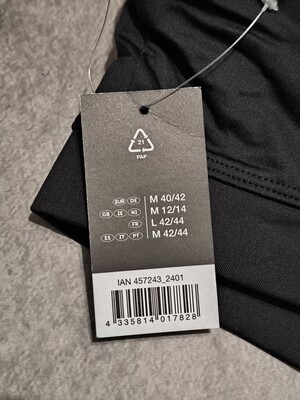 21
PAP
EUR DE M 40/42
GB IE NI M 12/14
FR L 42/44
ES IT PT M 42/44
IAN 457243_2401
4 335814 017828